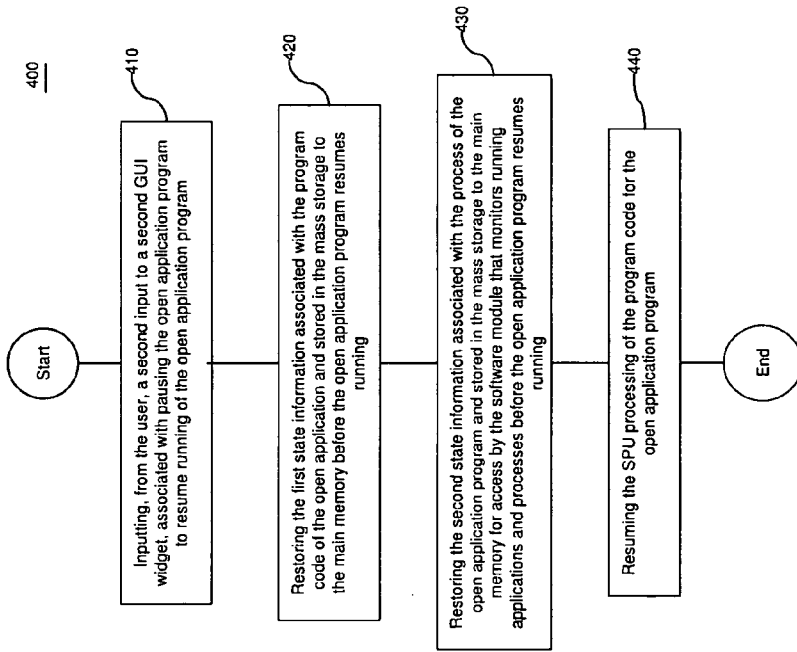 400
Start
Inputting, from the user, a second input to a second GUI
widget, associated with pausing the open application program
to resume running of the open application program
410
Restoring the first state information associated with the program
code of the open application and stored in the mass storage to
the main memory before the open application program resumes
running
420
Restoring the second state information associated with the process of the
open application program and stored in the mass storage to the main
memory for access by the software module that monitors running
applications and processes before the open application program resumes
running
430
Resuming the SPU processing of the program code for the
open application program
440
End